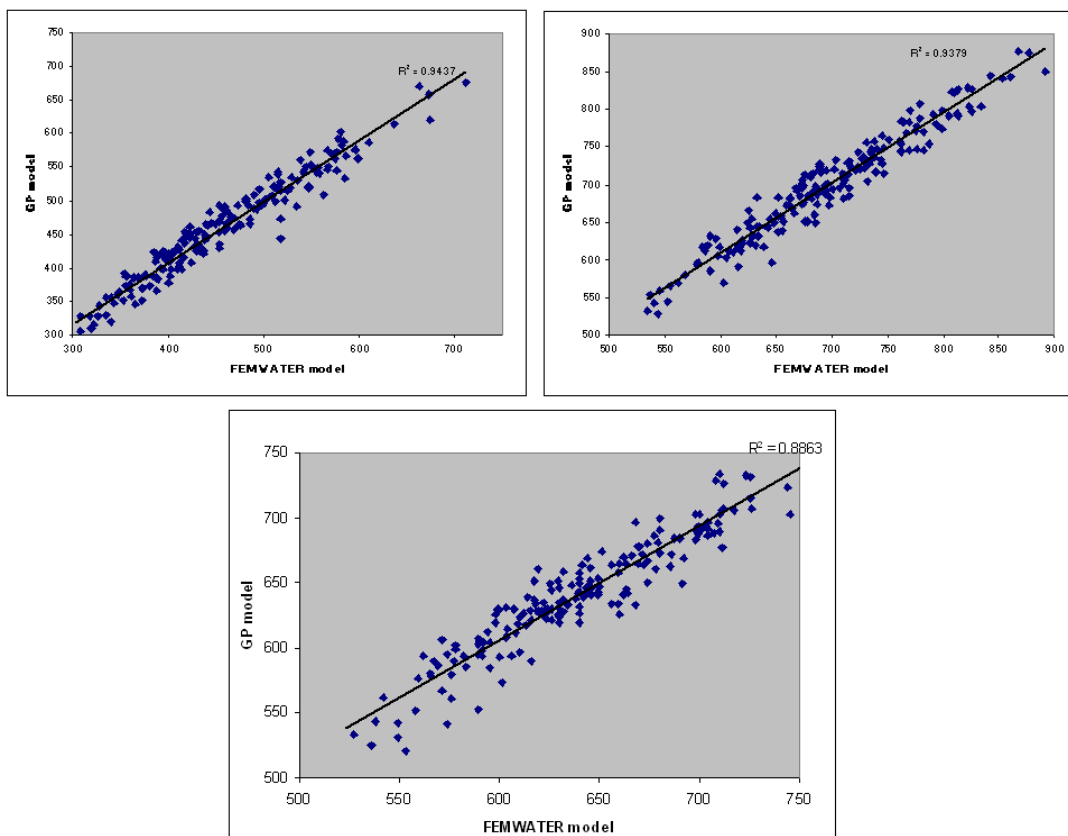 750
700
650
600
550
500
450
400
350
300
GP model
R² = 0.9437
300 400 500 600 700
FEMWATER model
900
850
800
750
700
650
600
550
500
GP model
R² = 0.9379
500 550 600 650 700 750 800 850 900
FEMWATER model
R² = 0.8863
750
700
650
600
550
500
GP model
500 550 600 650 700 750
FEMWATER model